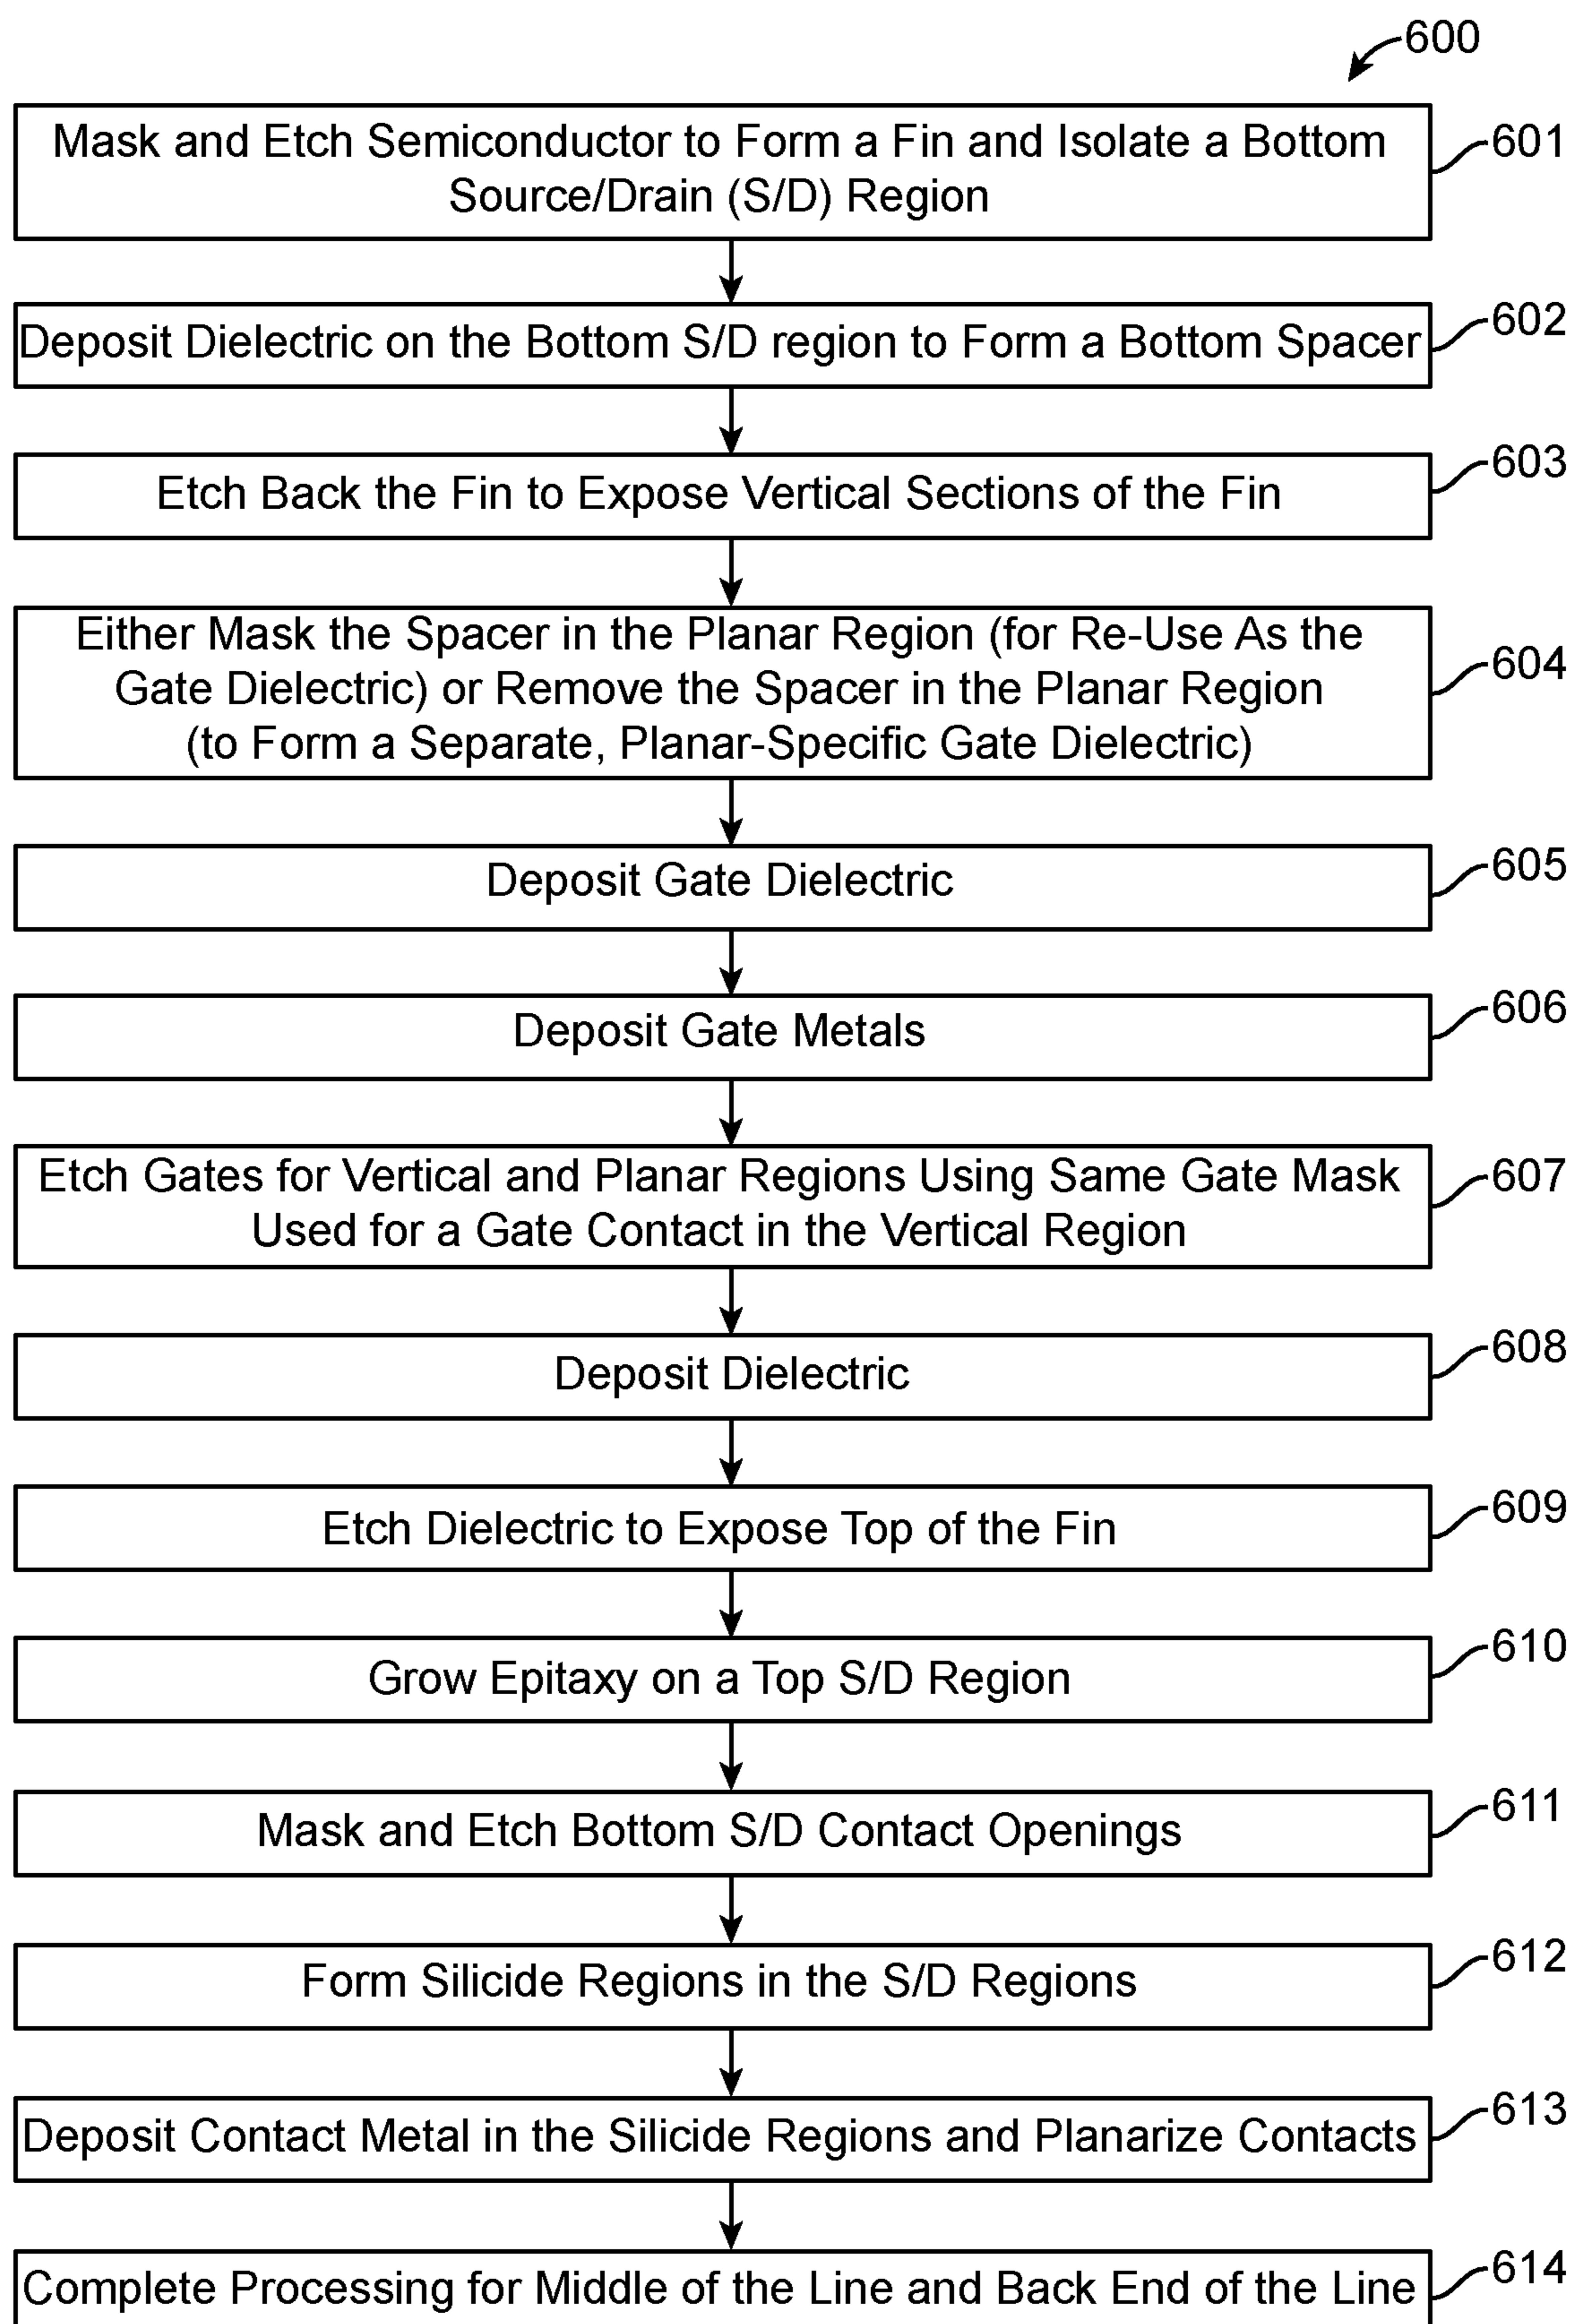 600
Mask and Etch Semiconductor to Form a Fin and Isolate a Bottom
Source/Drain (S/D) Region
601
Deposit Dielectric on the Bottom S/D region to Form a Bottom Spacer
602
Etch Back the Fin to Expose Vertical Sections of the Fin
603
Either Mask the Spacer in the Planar Region (for Re-Use As the
Gate Dielectric) or Remove the Spacer in the Planar Region
(to Form a Separate, Planar-Specific Gate Dielectric)
604
Deposit Gate Dielectric
605
Deposit Gate Metals
606
Etch Gates for Vertical and Planar Regions Using Same Gate Mask
Used for a Gate Contact in the Vertical Region
607
Deposit Dielectric
608
Etch Dielectric to Expose Top of the Fin
609
Grow Epitaxy on a Top S/D Region
610
Mask and Etch Bottom S/D Contact Openings
611
Form Silicide Regions in the S/D Regions
612
Deposit Contact Metal in the Silicide Regions and Planarize Contacts
613
Complete Processing for Middle of the Line and Back End of the Line
614